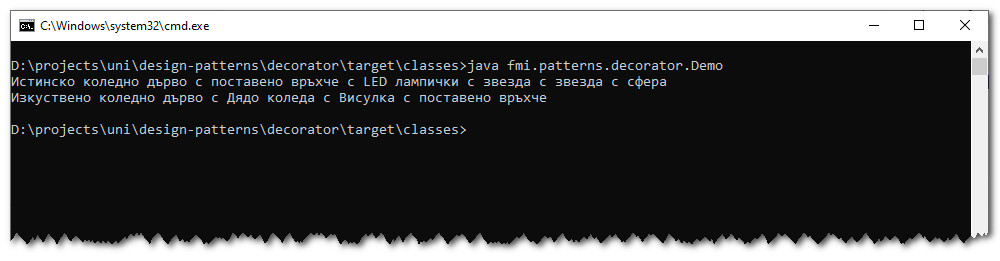 C:\Windows\system32\cmd.exe
D:\projects\uni\design-patterns\decorator\target\classes>java fmi.patterns.decorator.Demo
Истинско коледно дърво с поставено връхче с LED лампички с звезда с звезда с сфера
Изкуствено коледно дърво с Дядо коледа с Висулка с поставено връхче
D:\projects\uni\design-patterns\decorator\target\classes>